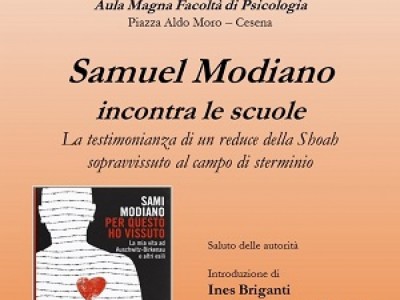 Aula Magna Facoltà di Psicologia
Piazza Aldo Moro – Cesena
Samuel Modiano
incontra le scuole
La testimonianza di un reduce della Shoah
sopravvissuto al campo di sterminio
SAMI
MODIANO
PER QUESTO
HO VISSUTO
La mia vita ad
Auschwitz-Birkenau
e altri esili
Saluto delle autorità
Introduzione di
Ines Briganti